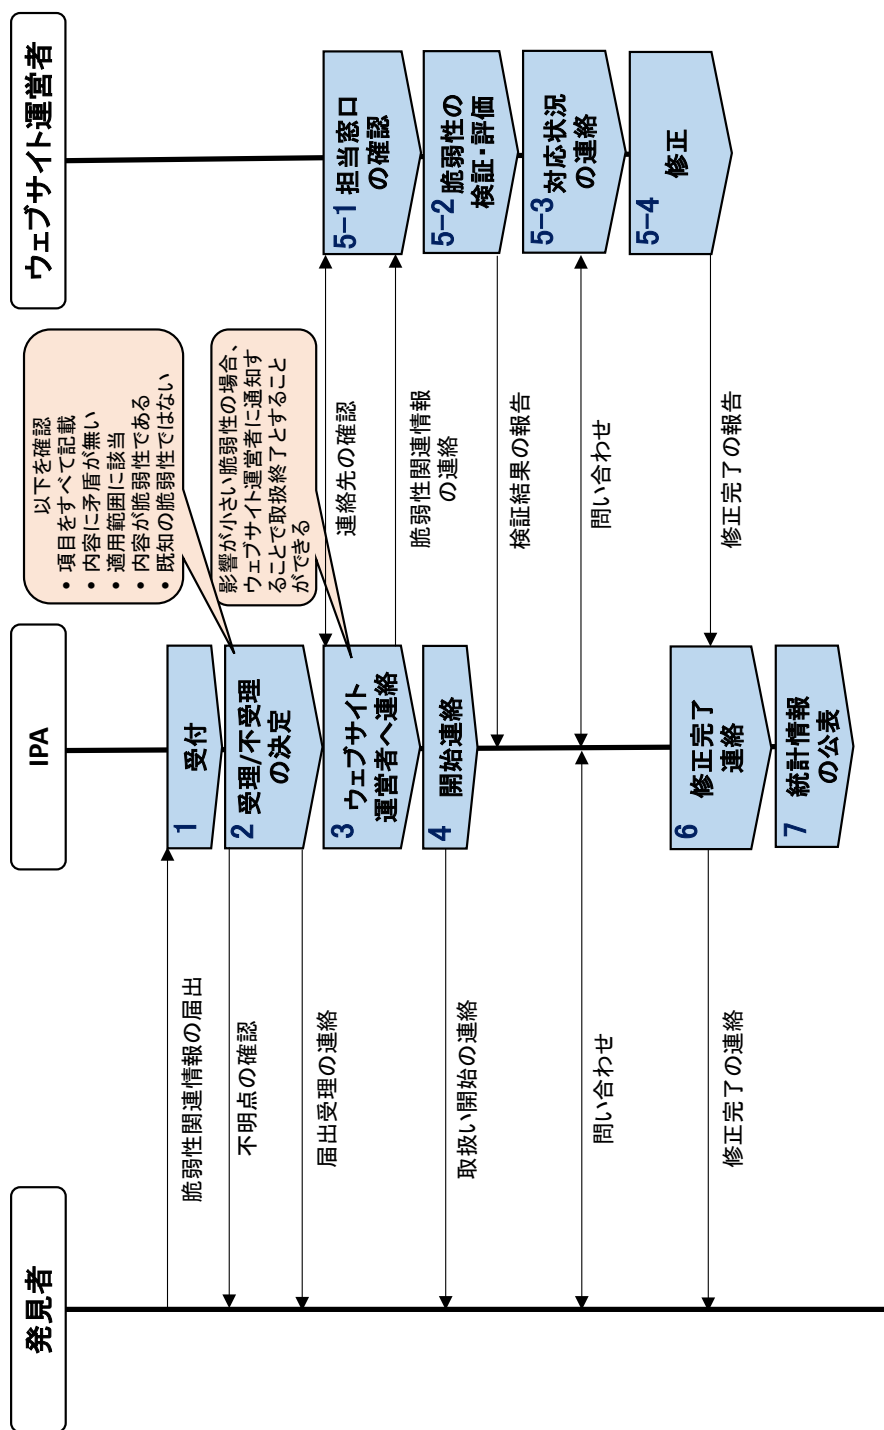 発見者
IPA
ウェブサイト運営者
脆弱性関連情報の届出
1 受付
不明点の確認
届出受理の連絡
2 受理/不受理
の決定
以下を確認
• 項目をすべて記載
• 内容に矛盾が無い
• 適用範囲に該当
• 内容が脆弱性である
• 既知の脆弱性ではない
3 ウェブサイト
運営者へ連絡
影響が小さい脆弱性の場合、
ウェブサイト運営者に通知す
ることで取扱終了とすること
ができる
連絡先の確認
5-1 担当窓口
の確認
脆弱性関連情報
の連絡
取扱い開始の連絡
4 開始連絡
5-2 脆弱性の
検証・評価
検証結果の報告
問い合わせ
問い合わせ
5-3 対応状況
の連絡
5-4 修正
修正完了の連絡
6 修正完了
連絡
修正完了の報告
7 統計情報
の公表